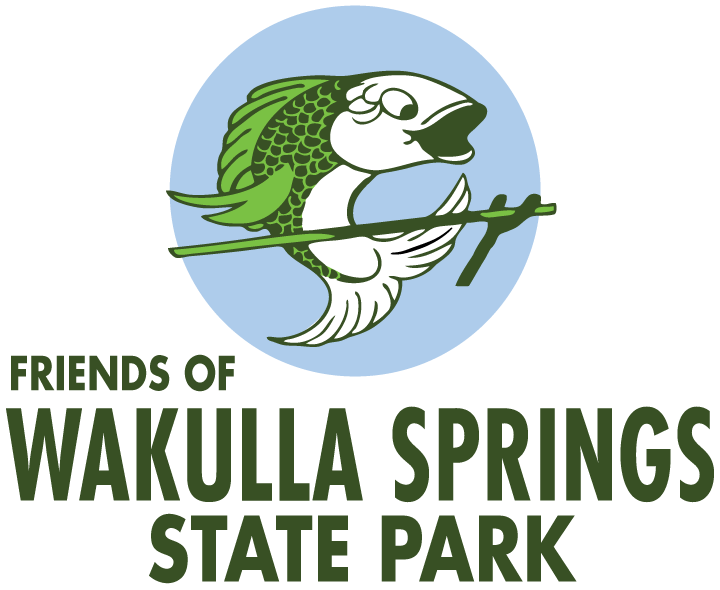 FRIENDS OF
WAKULLA SPRINGS
STATE PARK